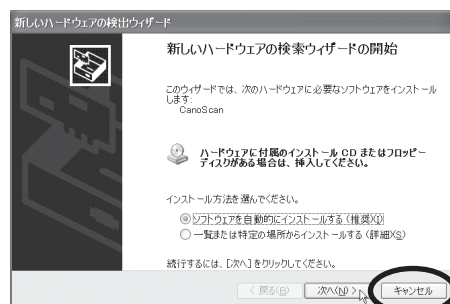 新しいハードウェアの検出ウィザード
新しいハードウェアの検索ウィザードの開始
このウィザードでは、次のハードウェアに必要なソフトウェアをインストール
します:
CanoScan
ハードウェアに付属のインストール CD またはフロッピー
ディスクがある場合は、挿入してください。
インストール方法を選んでください。
ソフトウェアを自動的にインストールする (推奨)(I)
一覧または特定の場所からインストールする (詳細)(S)
続行するには、[次へ] をクリックしてください。
< 戻る(B) 次へ(N) > キャンセル